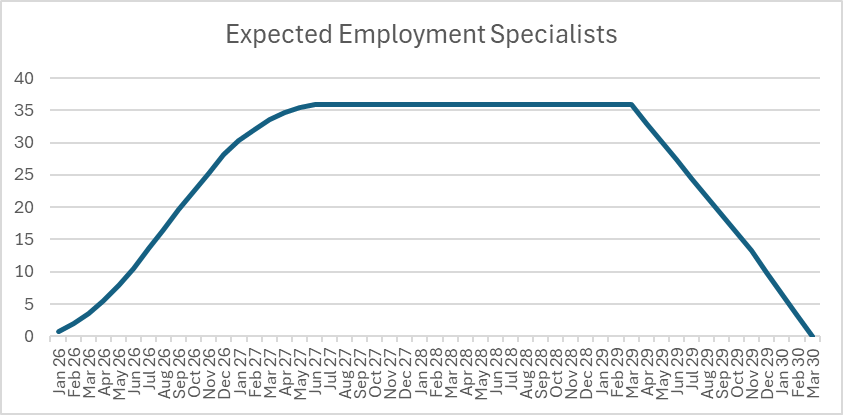 Expected Employment Specialists
40
35
30
25
20
15
10
5
0
Jan 26
Feb 26
Mar 26
Apr 26
May 26
Jun 26
Jul 26
Aug 26
Sep 26
Oct 26
Nov 26
Dec 26
Jan 27
Feb 27
Mar 27
Apr 27
May 27
Jun 27
Jul 27
Aug 27
Sep 27
Oct 27
Nov 27
Dec 27
Jan 28
Feb 28
Mar 28
Apr 28
May 28
Jun 28
Jul 28
Aug 28
Sep 28
Oct 28
Nov 28
Dec 28
Jan 29
Feb 29
Mar 29
Apr 29
May 29
Jun 29
Jul 29
Aug 29
Sep 29
Oct 29
Nov 29
Dec 29
Jan 30
Feb 30
Mar 30